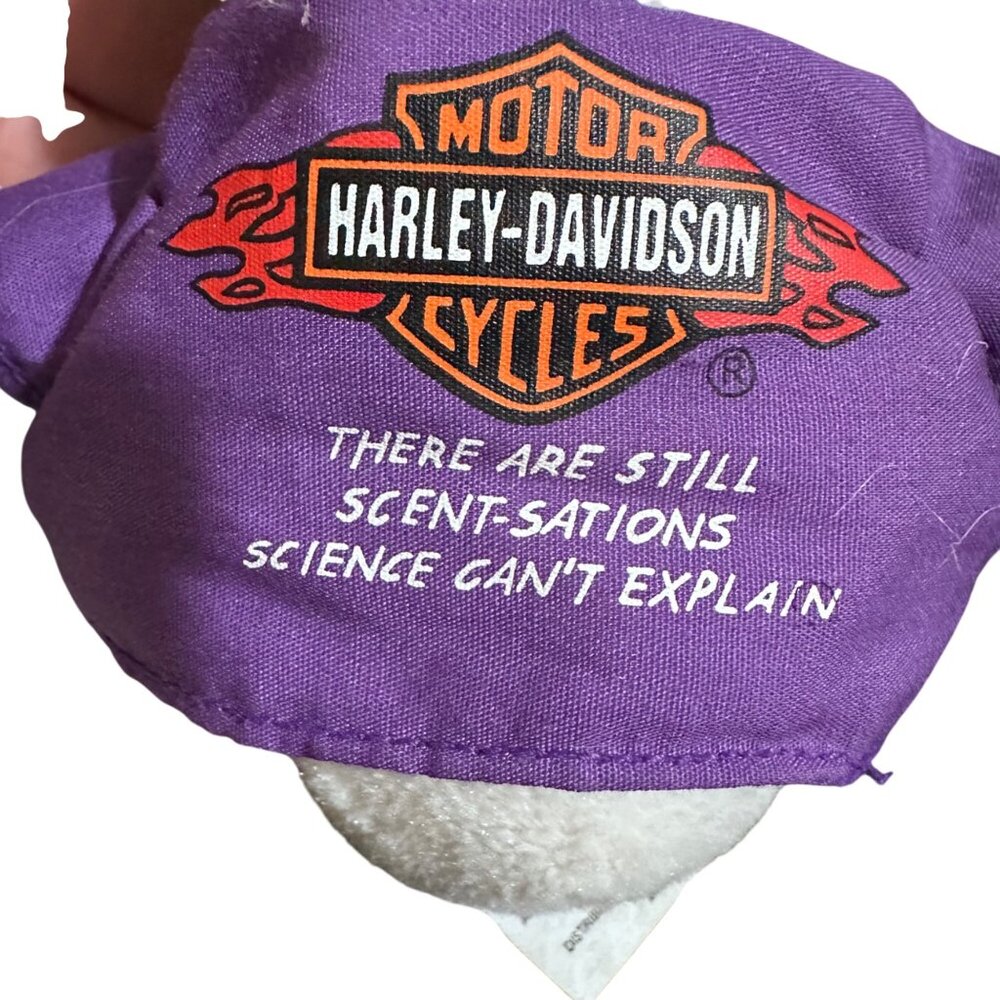 MOTOR
HARLEY-DAVIDSON
CYCLES
®
THERE ARE STILL
SCENT-SATIONS
SCIENCE CAN'T EXPLAIN